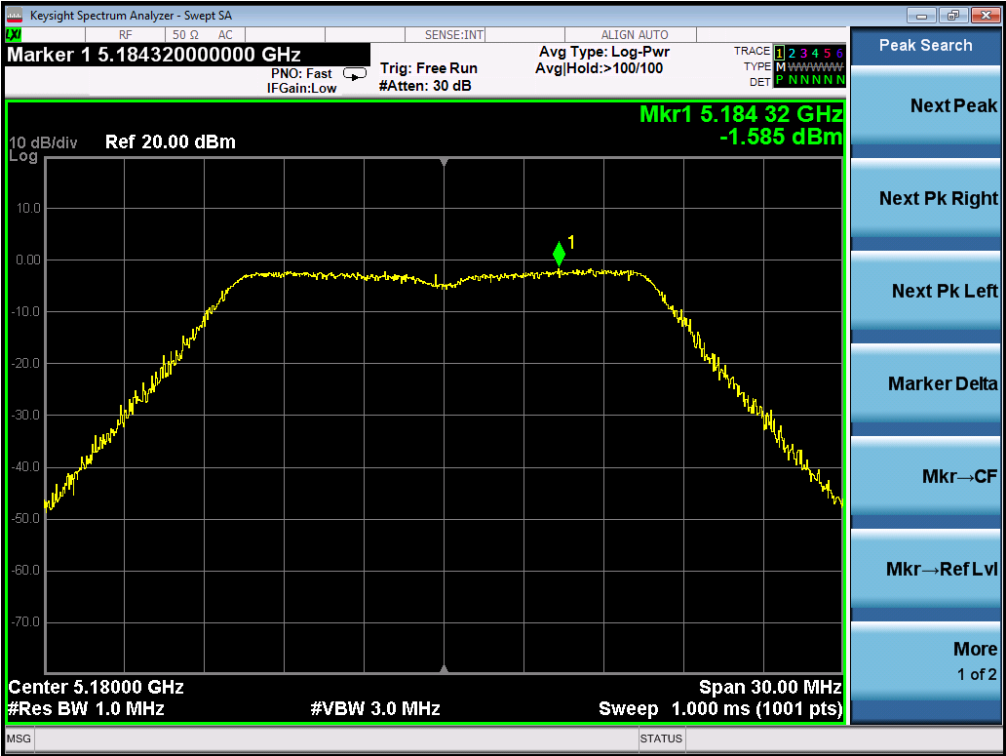 Keysight Spectrum Analyzer - Swept SA
LXI RF 50 Ω AC SENSE:INT ALIGN AUTO
Marker 1 5.184320000000 GHz
PNO: Fast
IFGain:Low
Trig: Free Run
#Atten: 30 dB
Avg Type: Log-Pwr
Avg|Hold:>100/100
TRACE 1 2 3 4 5 6
TYPE M W W W W W
DET P N N N N N
Mkr1 5.184 32 GHz
-1.585 dBm
10 dB/div Ref 20.00 dBm
Log
10.0
0.00
-10.0
-20.0
-30.0
-40.0
-50.0
-60.0
-70.0
1
Center 5.18000 GHz Span 30.00 MHz
#Res BW 1.0 MHz #VBW 3.0 MHz Sweep 1.000 ms (1001 pts)
MSG STATUS
Peak Search
Next Peak
Next Pk Right
Next Pk Left
Marker Delta
Mkr→CF
Mkr→Ref Lvl
More
1 of 2